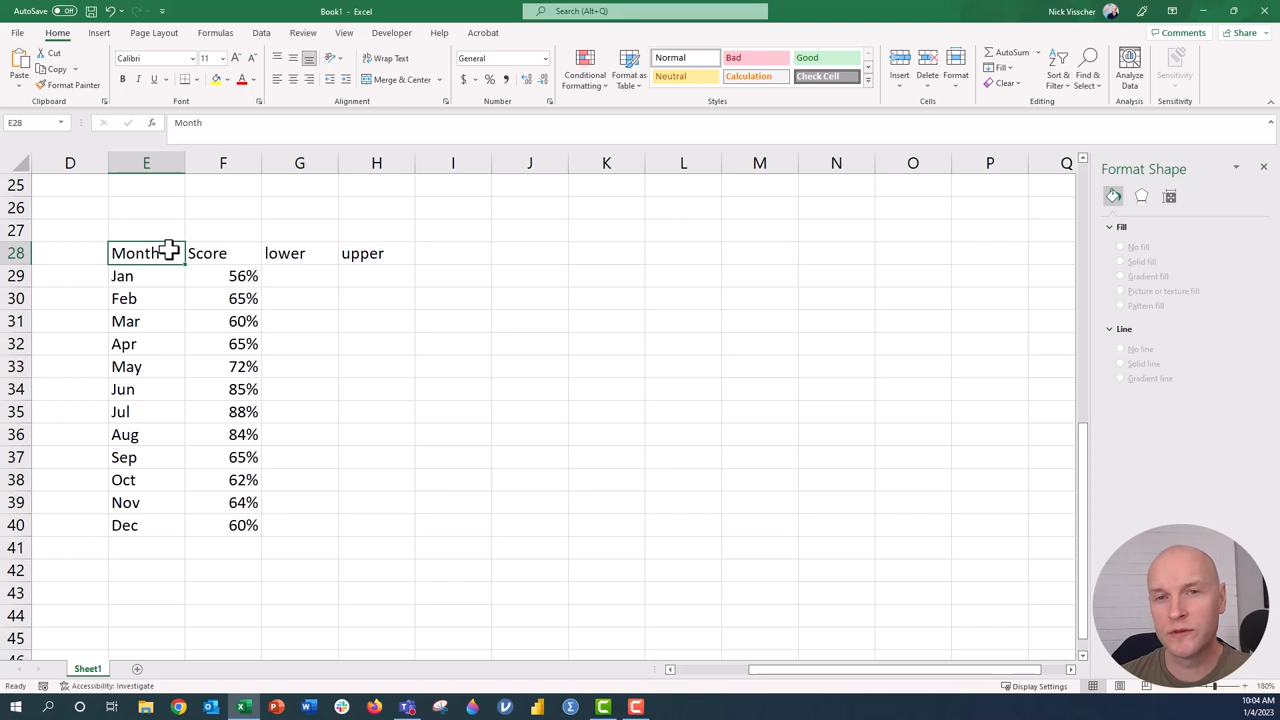 AutoSave Off Book1 - Excel Search (Alt+Q) Nick Visscher
File Home Insert Page Layout Formulas Data Review View Developer Help Acrobat Comments Share
Paste Cut Copy Format Painter Clipboard
Calibri 11 A A B I U A Font
Wrap Text Merge & Center Alignment
General $ % , Number
Conditional Formatting Format as Table Normal Bad Good Neutral Calculation Check Cell Styles
Insert Delete Format Cells
AutoSum Fill Clear Sort & Filter Find & Select Editing
Analyze Data Analysis Sensitivity Sensitivity
E28 fx Month
D E F G H I J K L M N O P Q
25
26
27
28 Month Score lower upper
29 Jan 56%
30 Feb 65%
31 Mar 60%
32 Apr 65%
33 May 72%
34 Jun 85%
35 Jul 88%
36 Aug 84%
37 Sep 65%
38 Oct 62%
39 Nov 64%
40 Dec 60%
41
42
43
44
45
46
Format Shape
Fill
No fill
Solid fill
Gradient fill
Picture or texture fill
Pattern fill
Line
No line
Solid line
Gradient line
Sheet1
Ready Accessibility: Investigate Display Settings 180%
10:04 AM
1/4/2023